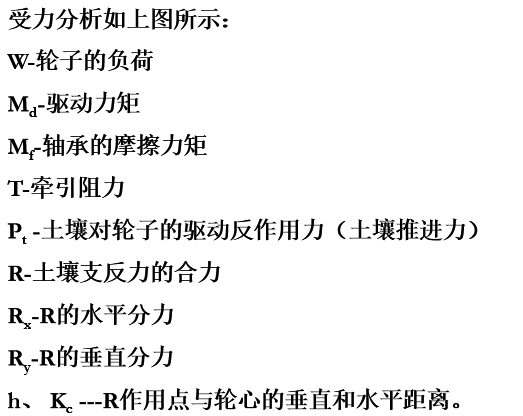 受力分析如上图所示：
W-轮子的负荷
Md-驱动力矩
Mf-轴承的摩擦力矩
T-牵引阻力
Pt -土壤对轮子的驱动反作用力（土壤推进力）
R-土壤支反力的合力
Rx-R的水平分力
Ry-R的垂直分力
h、 Kc ---R作用点与轮心的垂直和水平距离。